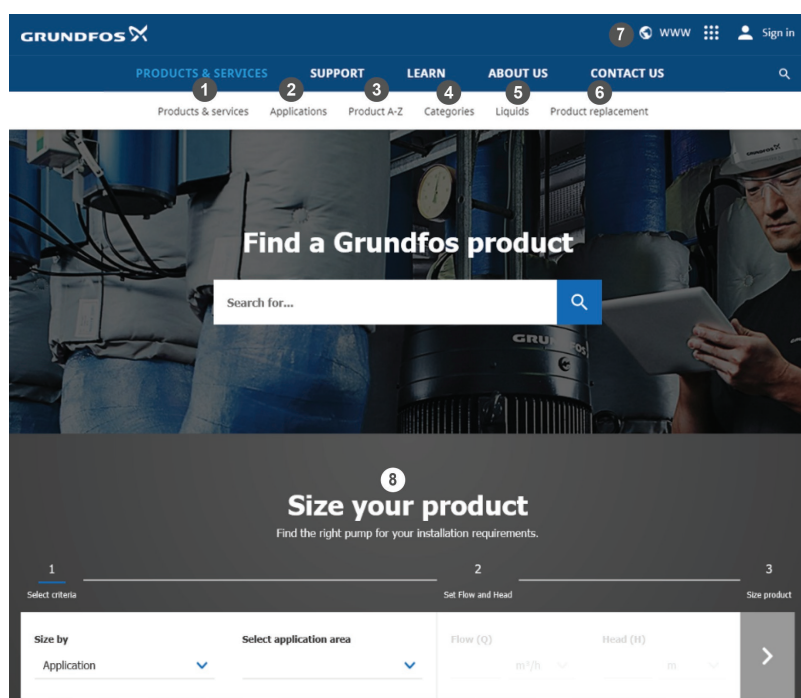 GRUNDFOS
7 WWW Sign in
PRODUCTS & SERVICES SUPPORT LEARN ABOUT US CONTACT US
1 2 3 4 5 6
Products & services Applications Product A-Z Categories Liquids Product replacement
Find a Grundfos product
Search for...
8
Size your product
Find the right pump for your installation requirements.
1 2 3
Select criteria Set Flow and Head Size product
Size by Select application area Flow (Q) Head (H)
Application m³/h m